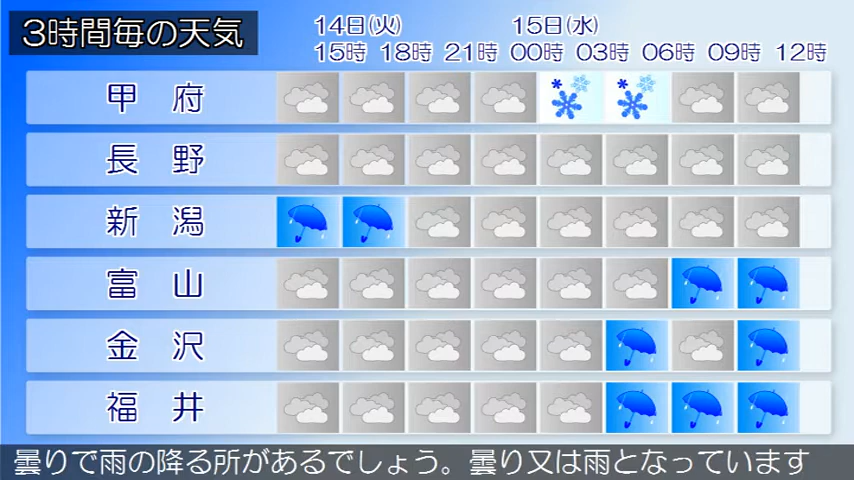 3時間毎の天気
14日(火) 15日(水)
15時 18時 21時 00時 03時 06時 09時 12時
甲 府
長 野
新 潟
富 山
金 沢
福 井
曇りで雨の降る所があるでしょう。曇り又は雨となっています